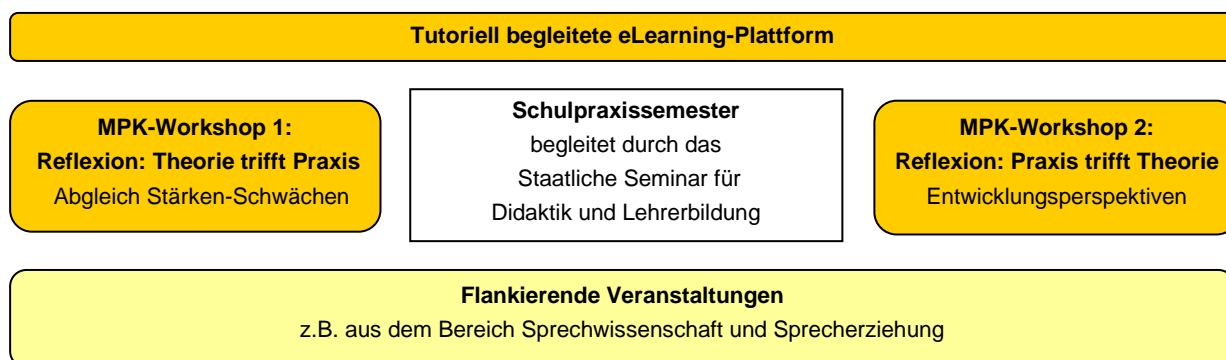 Tutoriell begleitete eLearning-Plattform
MPK-Workshop 1:
Reflexion: Theorie trifft Praxis
Abgleich Stärken-Schwächen
Schulpraxissemester
begleitet durch das
Staatliche Seminar für
Didaktik und Lehrerbildung
MPK-Workshop 2:
Reflexion: Praxis trifft Theorie
Entwicklungsperspektiven
Flankierende Veranstaltungen
z.B. aus dem Bereich Sprechwissenschaft und Sprecherziehung